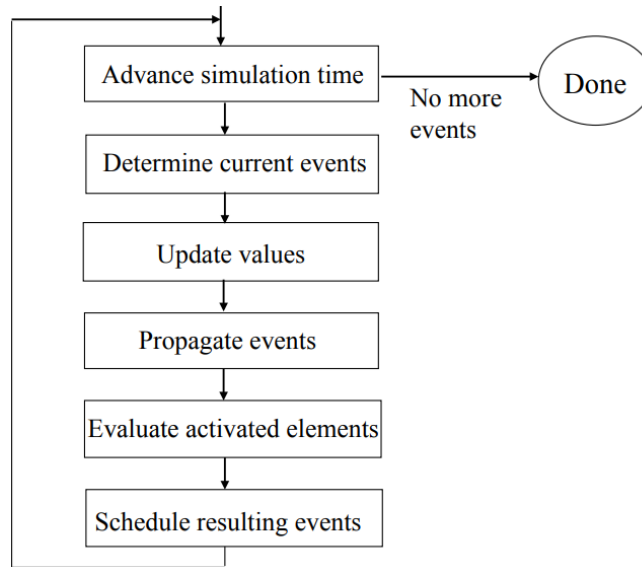 Advance simulation time
Done
No more
events
Determine current events
Update values
Propagate events
Evaluate activated elements
Schedule resulting events